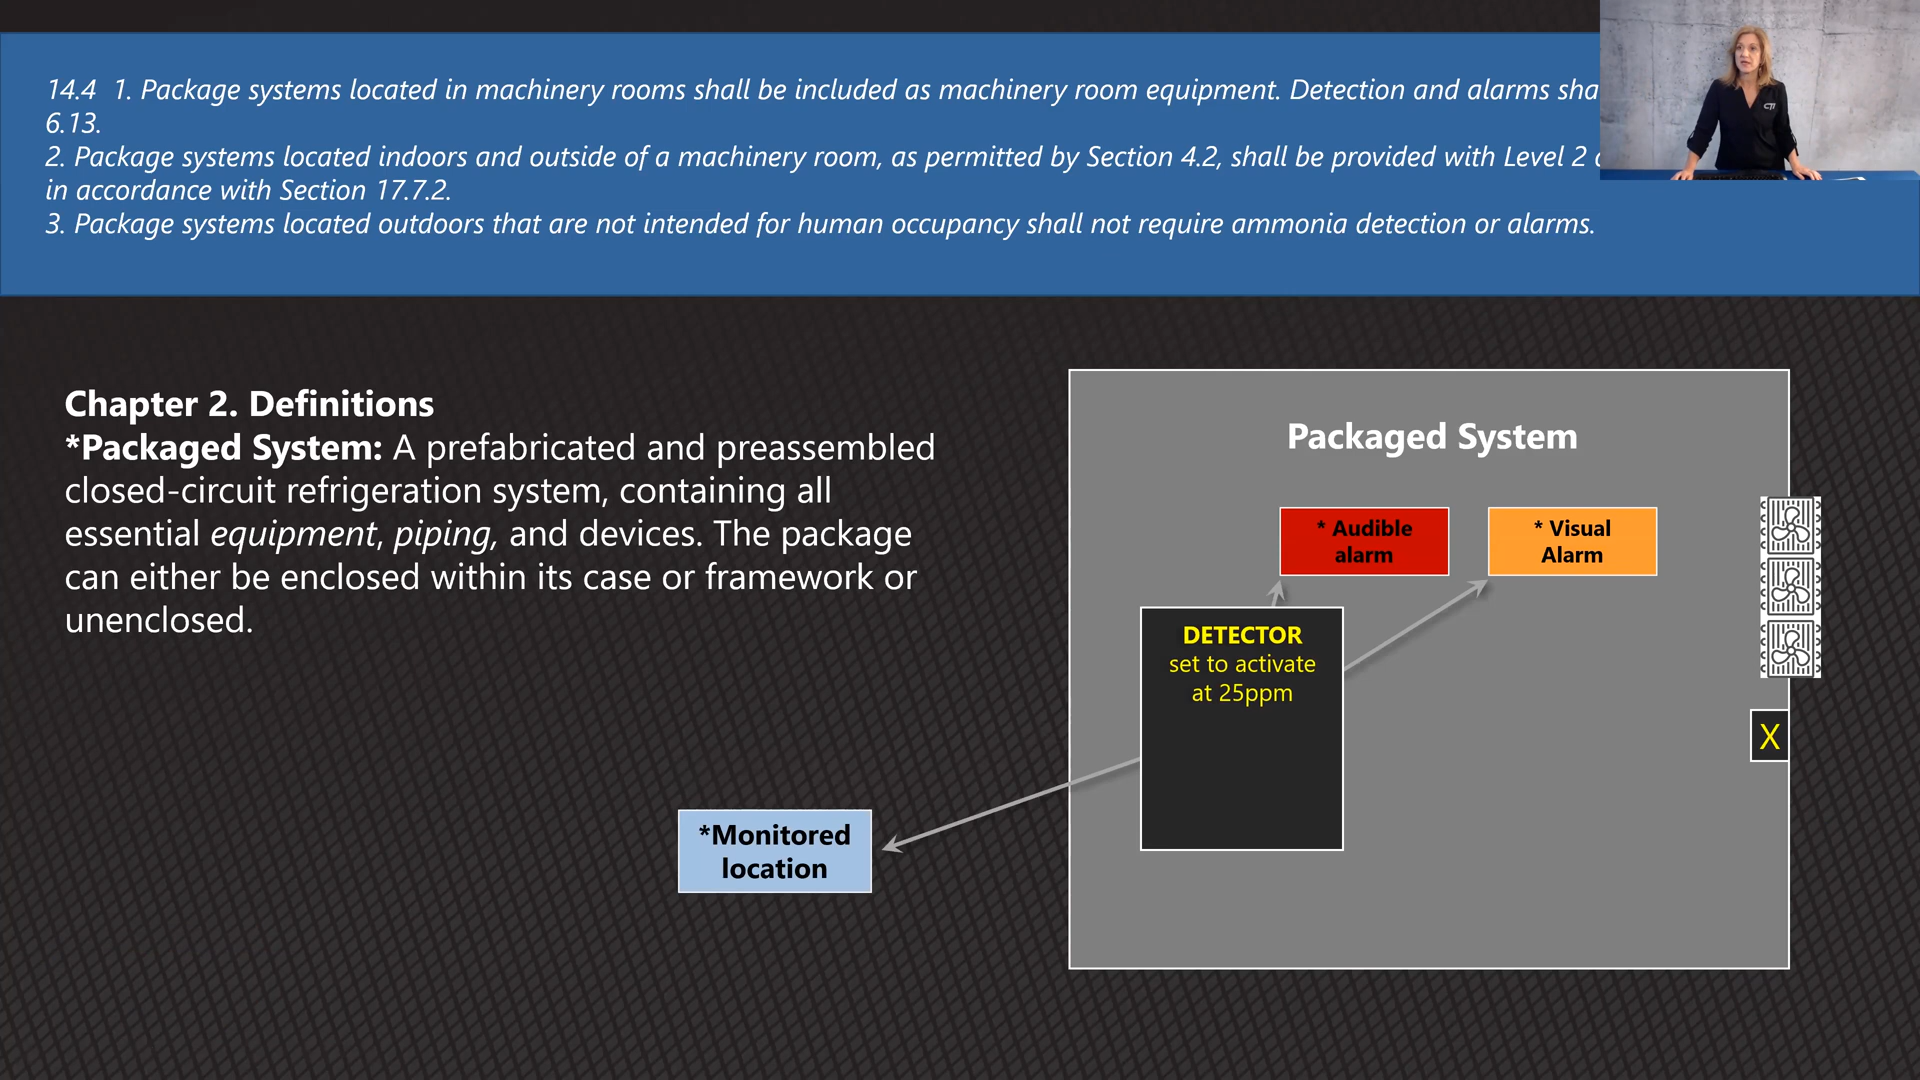 14.4 1. Package systems located in machinery rooms shall be included as machinery room equipment. Detection and alarms
6.13.
2. Package systems located indoors and outside of a machinery room, as permitted by Section 4.2, shall be provided with Level 2
in accordance with Section 17.7.2.
3. Package systems located outdoors that are not intended for human occupancy shall not require ammonia detection or alarms.
CTI
Chapter 2. Definitions
*Packaged System: A prefabricated and preassembled
closed-circuit refrigeration system, containing all
essential equipment, piping, and devices. The package
can either be enclosed within its case or framework or
unenclosed.
Packaged System
* Audible
alarm
* Visual
Alarm
DETECTOR
set to activate
at 25ppm
X
*Monitored
location